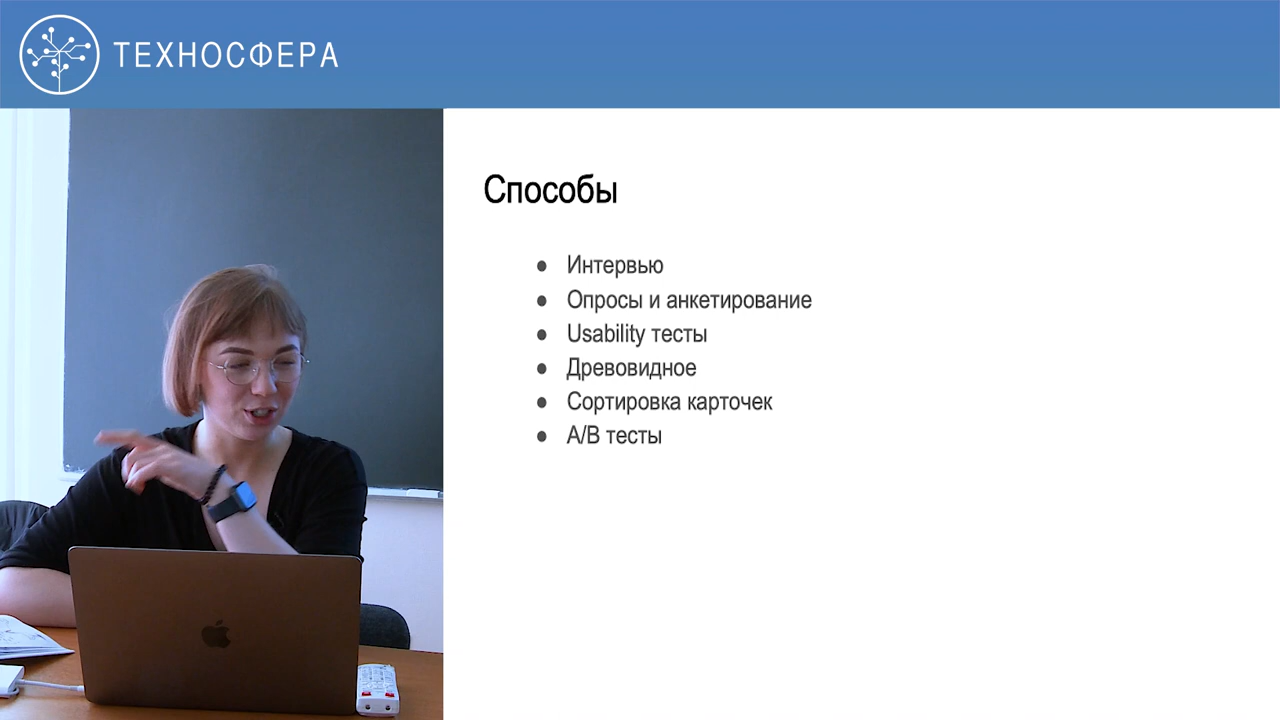 ТЕХНОСФЕРА
Способы
● Интервью
● Опросы и анкетирование
● Usability тесты
● Древовидное
● Сортировка карточек
● A/B тесты